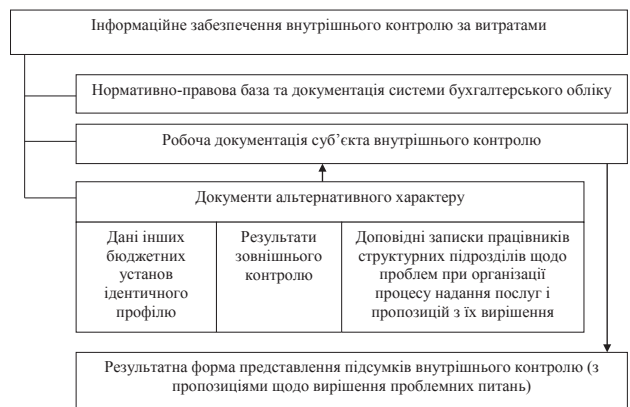 Інформаційне забезпечення внутрішнього контролю за витратами
Нормативно-правова база та документація системи бухгалтерського обліку
Робоча документація суб’єкта внутрішнього контролю
Документи альтернативного характеру
Дані інших
бюджетних
установ
ідентичного
профілю
Результати
зовнішнього
контролю
Доповідні записки працівників
структурних підрозділів щодо
проблем при організації
процесу надання послуг і
пропозицій з їх вирішення
Результатна форма представлення підсумків внутрішнього контролю (з
пропозиціями щодо вирішення проблемних питань)